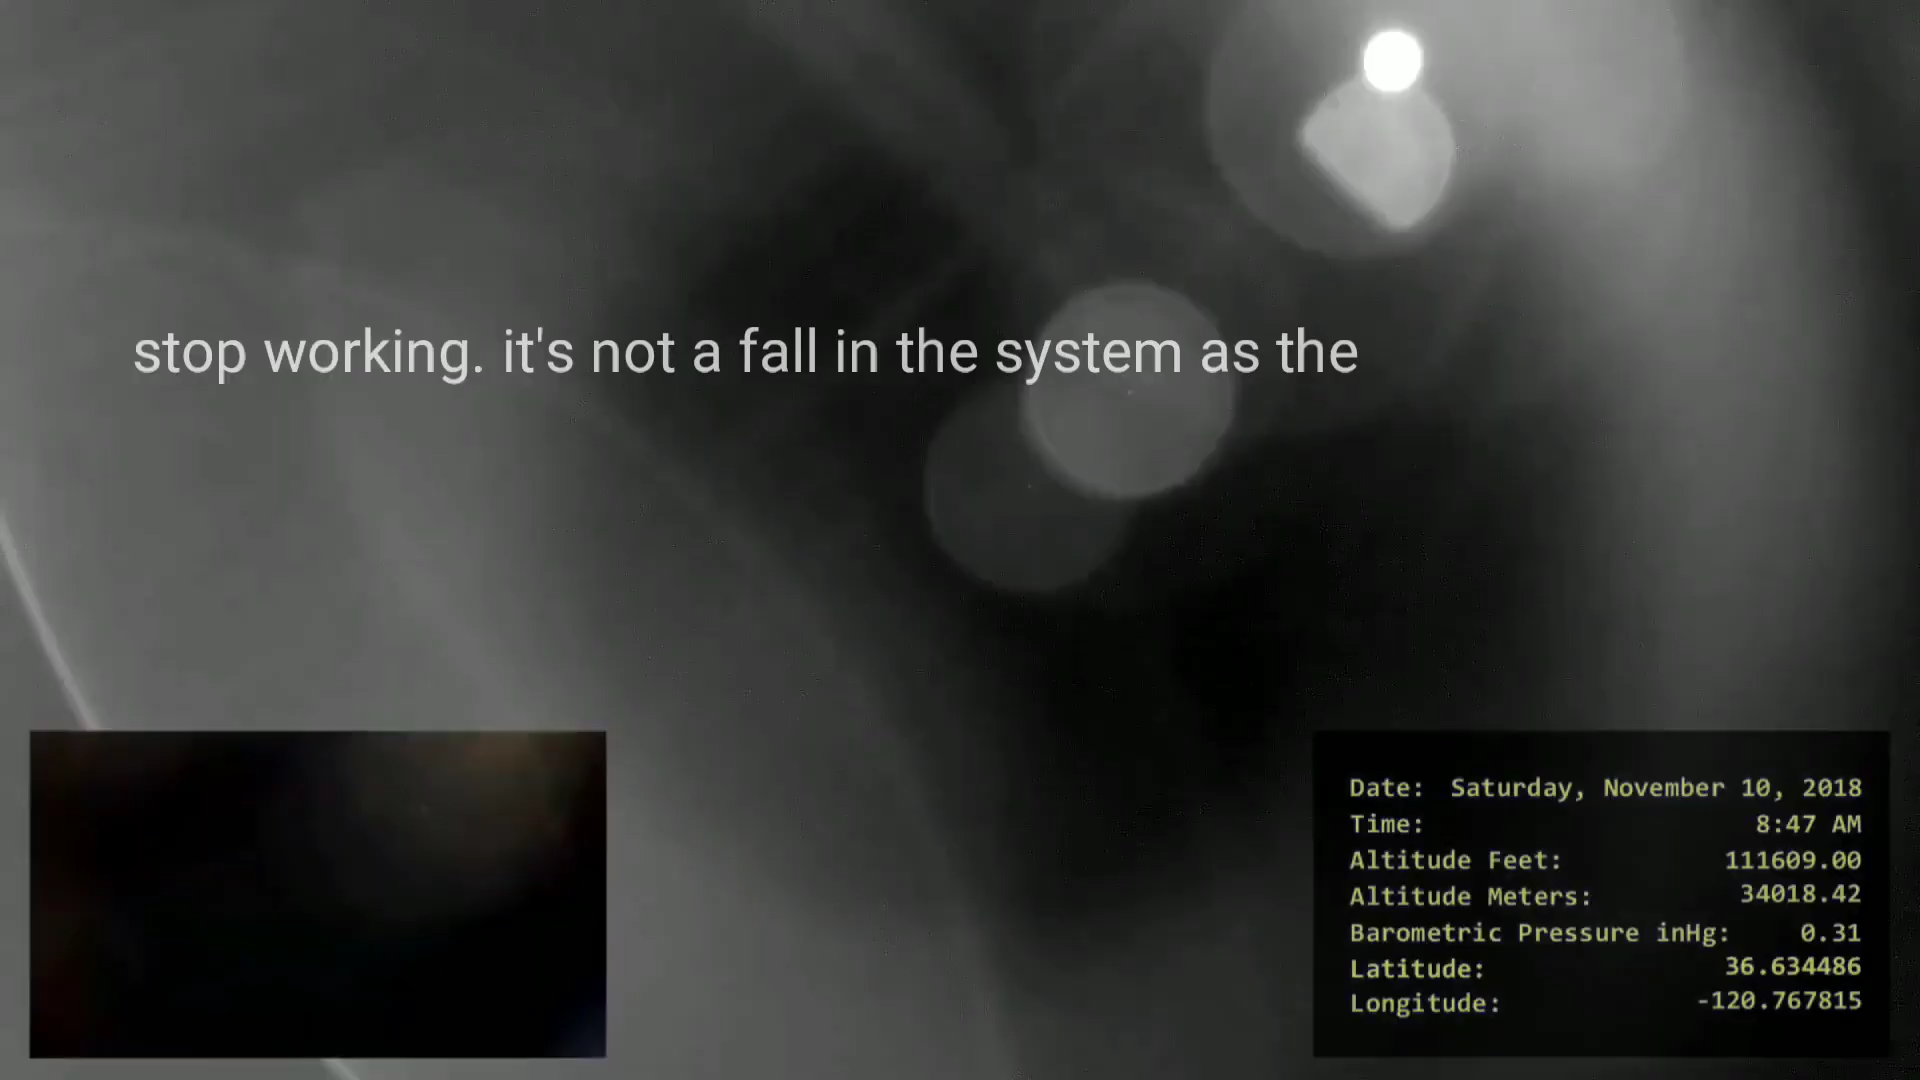 stop working. it's not a fall in the system as the
Date: Saturday, November 10, 2018
Time: 8:47 AM
Altitude Feet: 111609.00
Altitude Meters: 34018.42
Barometric Pressure inHg: 0.31
Latitude: 36.634486
Longitude: -120.767815